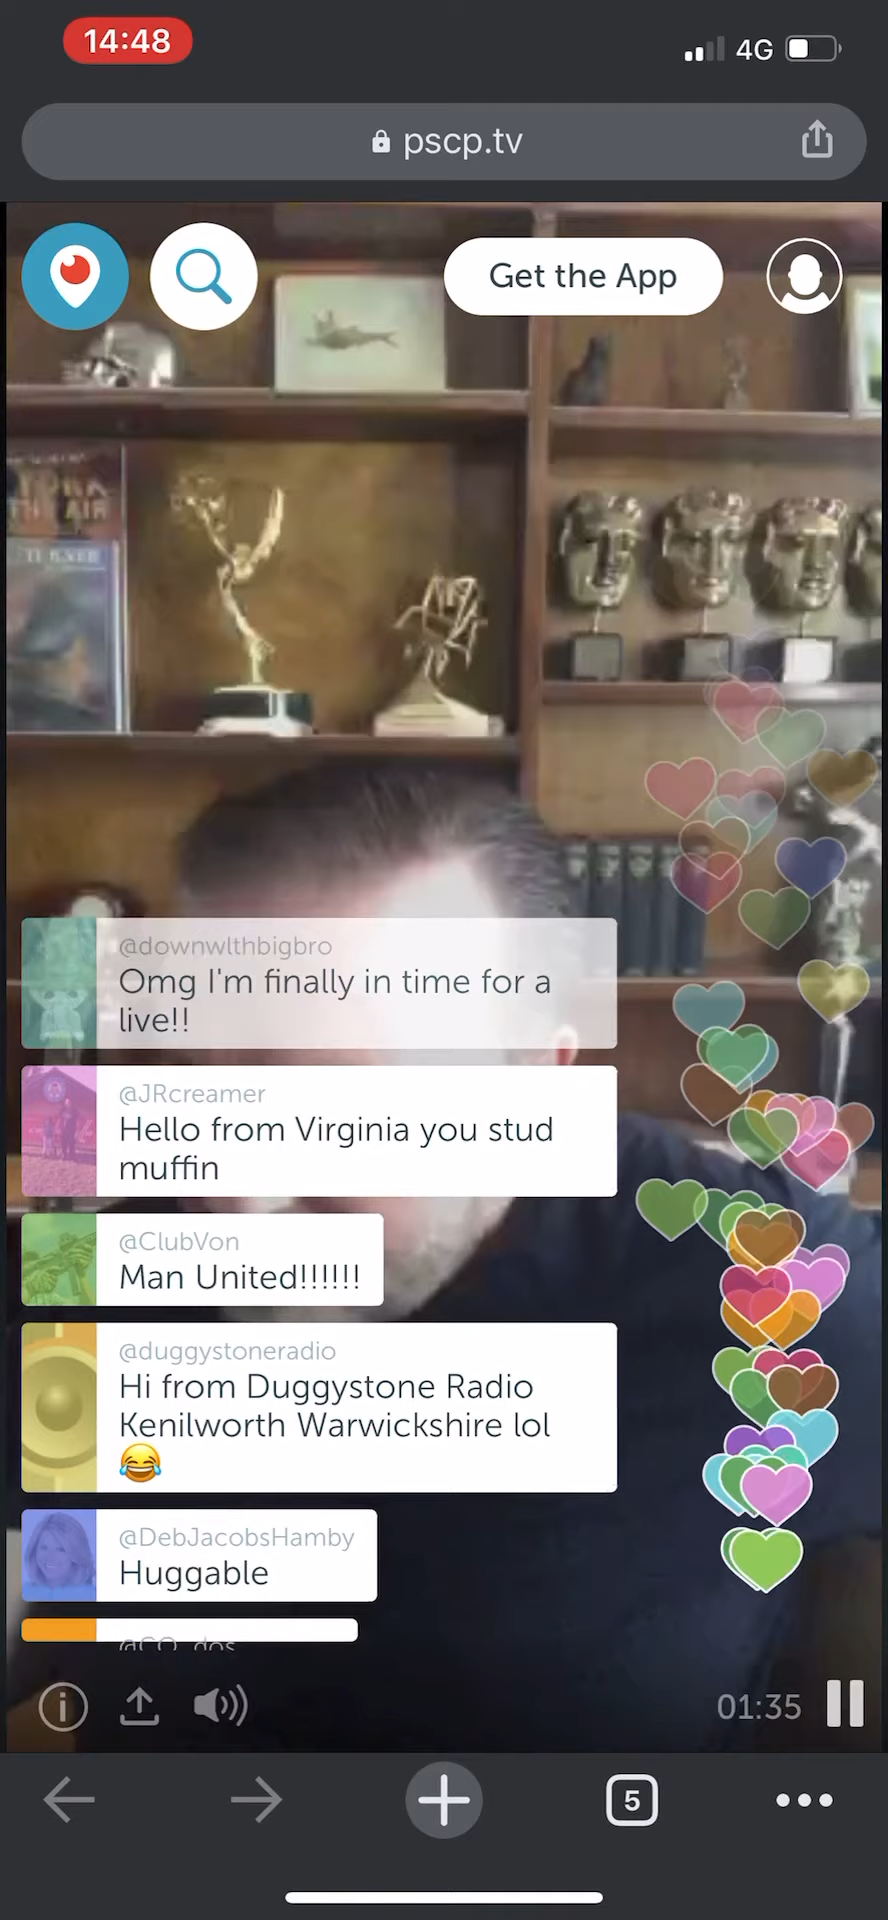 14:48
4G
pscp.tv
Get the App
TURNER
@downwlthbigbro
Omg I'm finally in time for a
live!!
@JRcreamer
Hello from Virginia you stud
muffin
@ClubVon
Man United!!!!!!
@duggystoneradio
Hi from Duggystone Radio
Kenilworth Warwickshire lol
😂
@DebJacobsHamby
Huggable
01:35
5